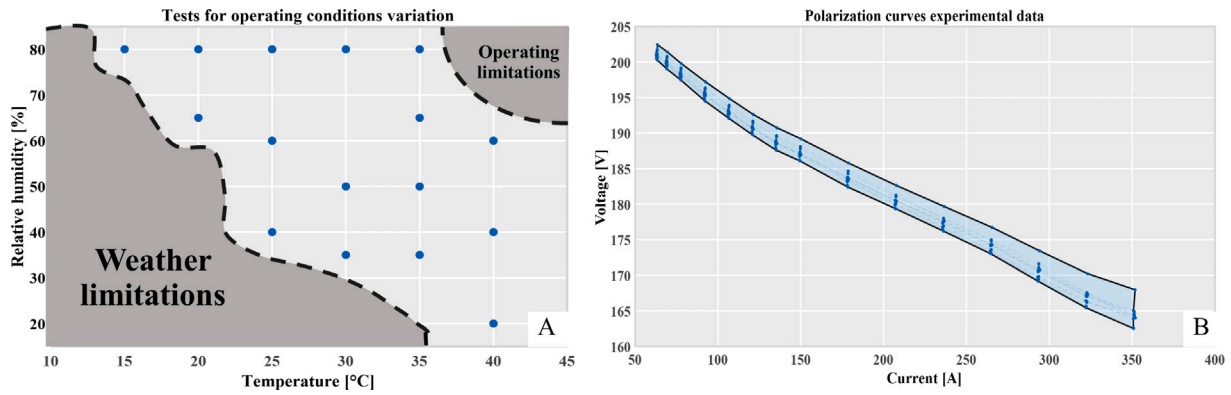 Tests for operating conditions variation
Relative humidity [%]
80
70
60
50
40
30
20
Operating
limitations
Weather
limitations
A
10
15
20
25
30
35
40
45
Temperature [°C]
Polarization curves experimental data
Voltage [V]
205
200
195
190
185
180
175
170
165
160
B
50
100
150
200
250
300
350
400
Current [A]